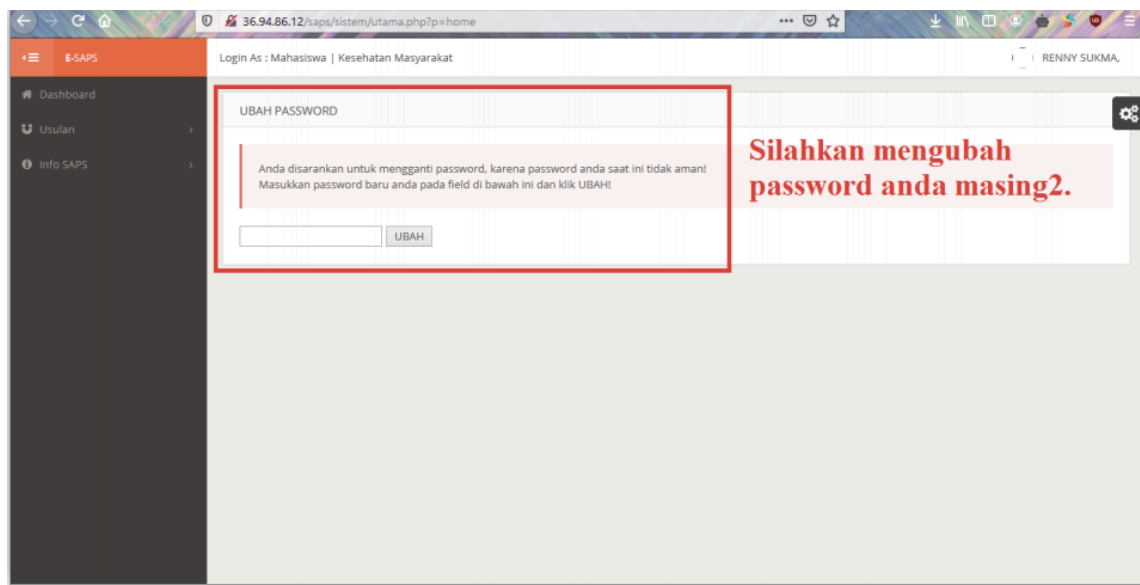 36.94.86.12/saps/sistem/utama.php?p=home
E-SAPS
Login As : Mahasiswa | Kesehatan Masyarakat
RENNY SUKMA,
Dashboard
Usulan
Info SAPS
UBAH PASSWORD
Anda disarankan untuk mengganti password, karena password anda saat ini tidak aman!
Masukkan password baru anda pada field di bawah ini dan klik UBAH!
UBAH
Silahkan mengubah
password anda masing2.